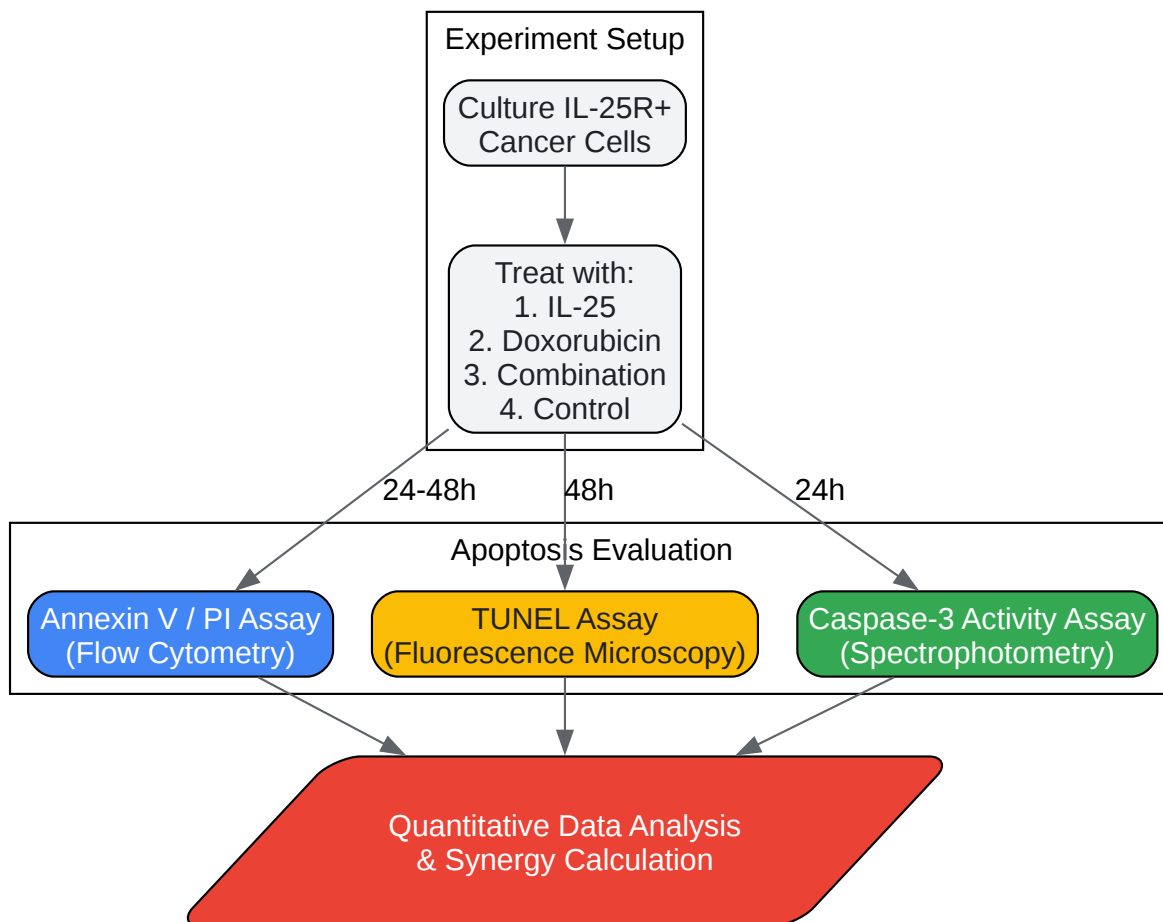 Experiment Setup
Culture IL-25R+
Cancer Cells
Treat with:
1. IL-25
2. Doxorubicin
3. Combination
4. Control
24-48h
48h
24h
Apoptosis Evaluation
Annexin V / PI Assay
(Flow Cytometry)
TUNEL Assay
(Fluorescence Microscopy)
Caspase-3 Activity Assay
(Spectrophotometry)
Quantitative Data Analysis
& Synergy Calculation